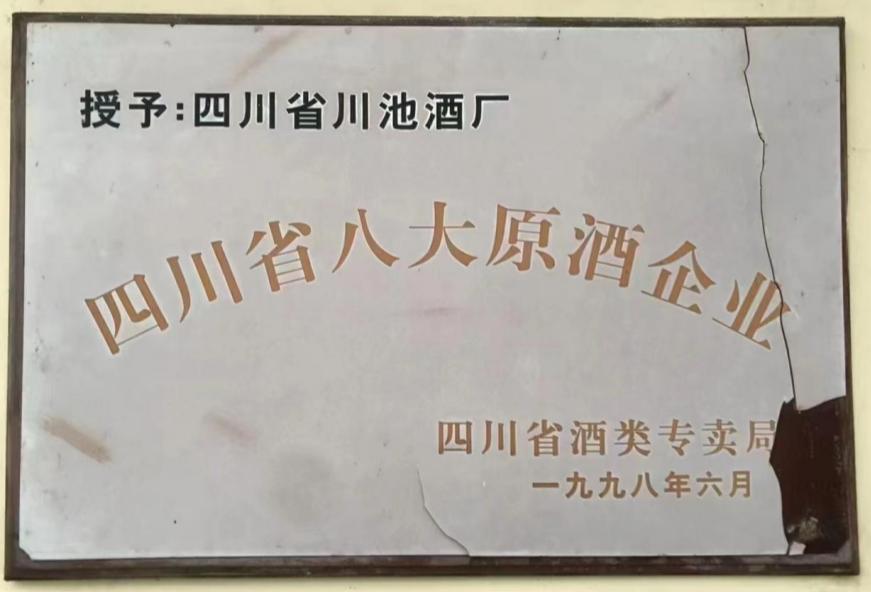 授予:四川省川池酒厂
四川省八大原酒企业
四川省酒类专卖局
一九九八年六月